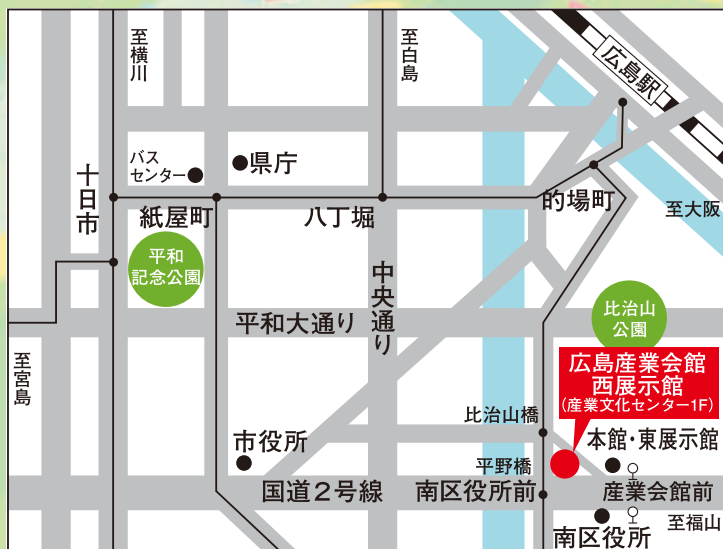 至横川
至白島
広島駅
バス
センター
県庁
十日市
紙屋町
八丁堀
的場町
至大阪
平和
記念公園
中央通り
平和大通り
比治山
公園
至宮島
広島産業会館
西展示館
(産業文化センター1F)
比治山橋
市役所
本館・東展示館
平野橋
国道2号線
南区役所前
産業会館前
至福山
南区役所